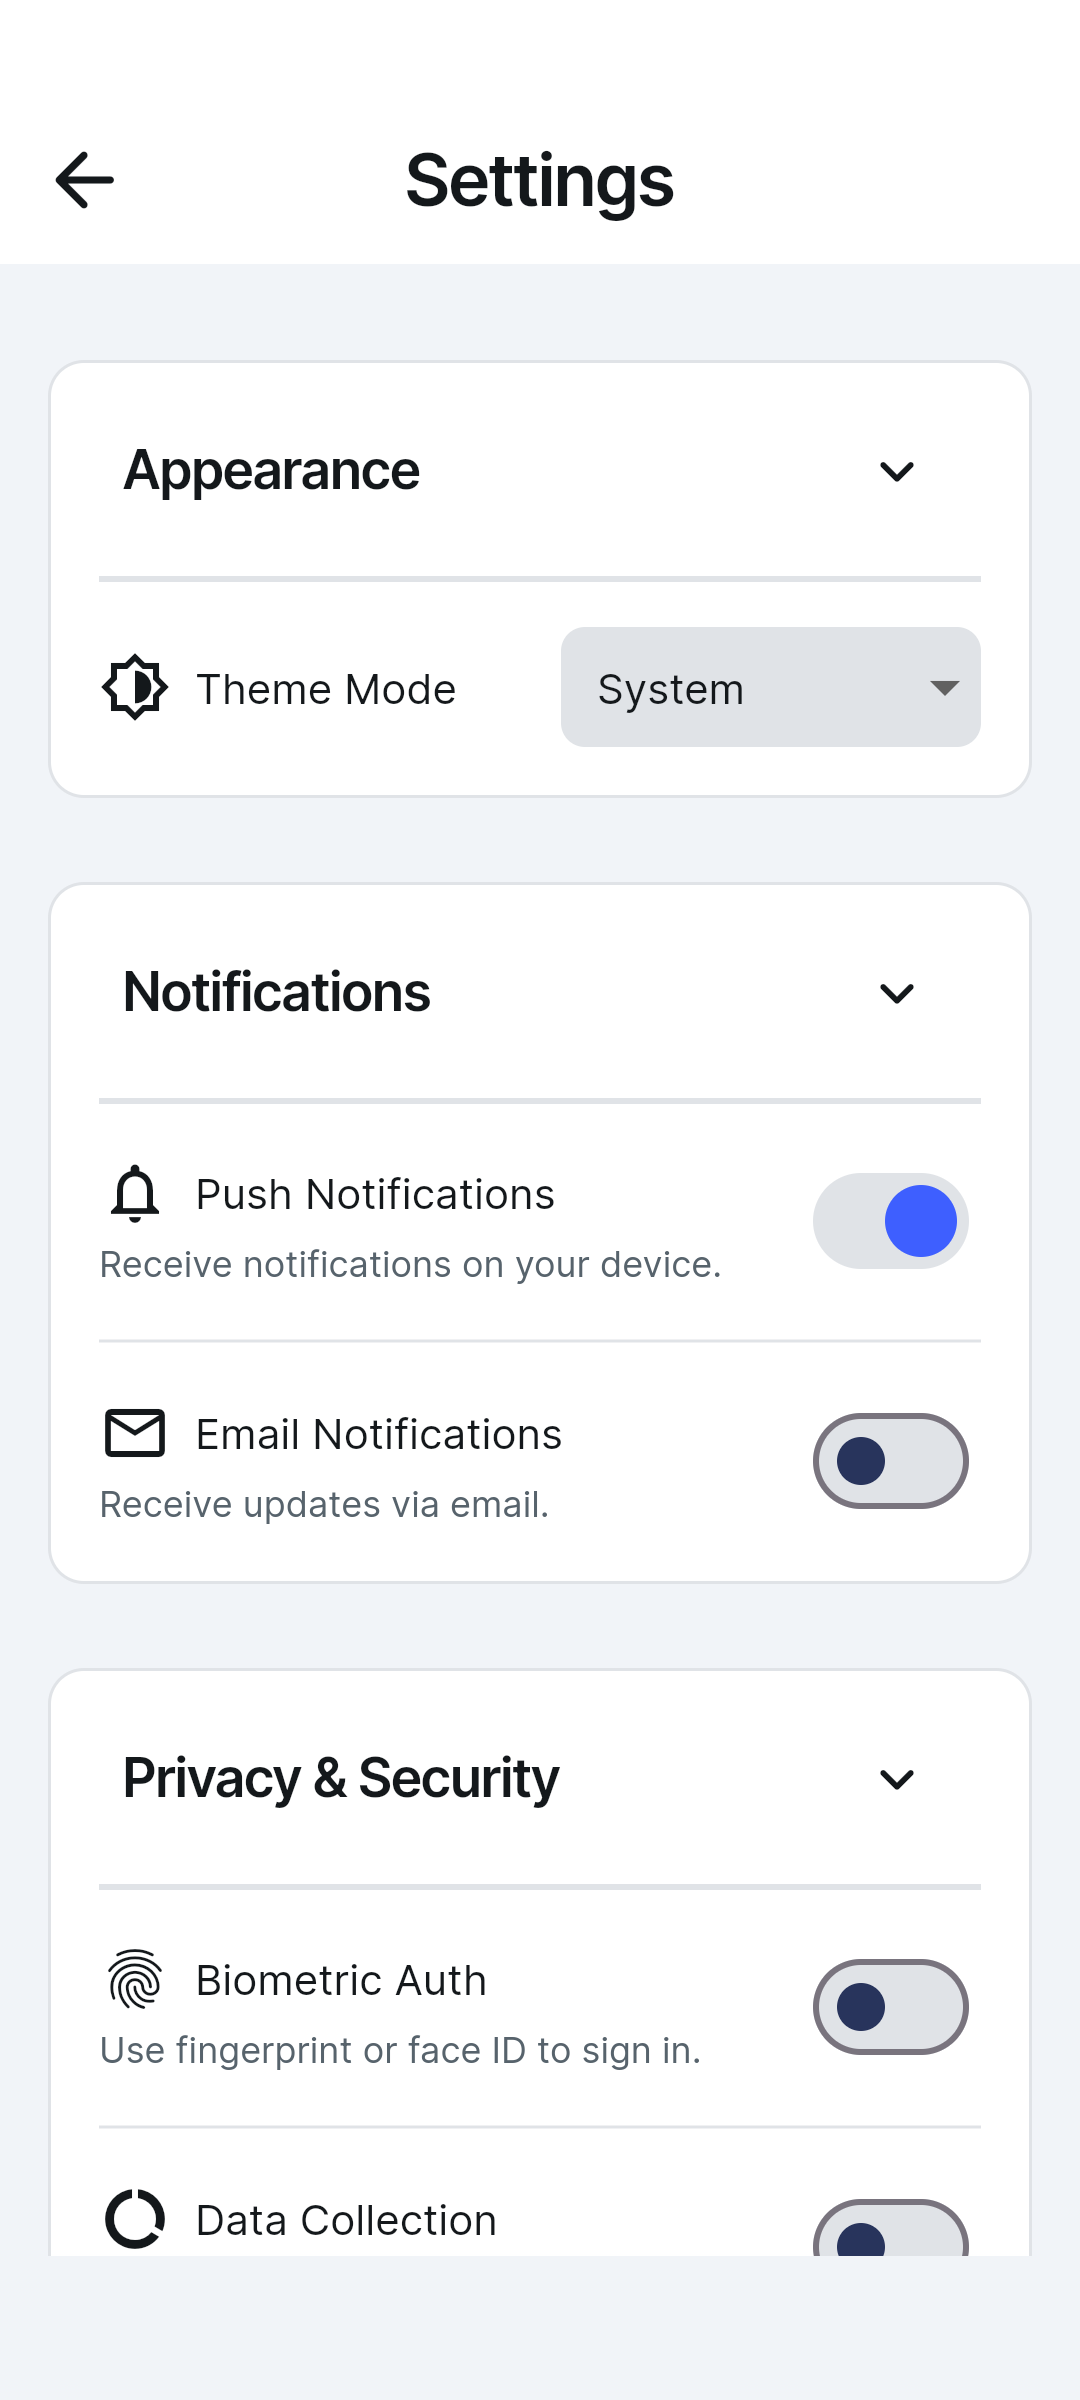 Settings
Appearance
Theme Mode
System
Notifications
Push Notifications
Receive notifications on your device.
Email Notifications
Receive updates via email.
Privacy & Security
Biometric Auth
Use fingerprint or face ID to sign in.
Data Collection